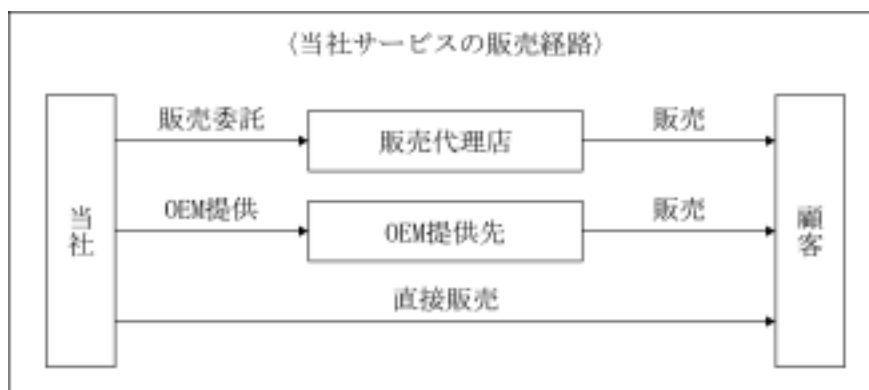 〈当社サービスの販売経路〉
販売委託
販売代理店
販売
当社
OEM提供
OEM提供先
販売
顧客
直接販売